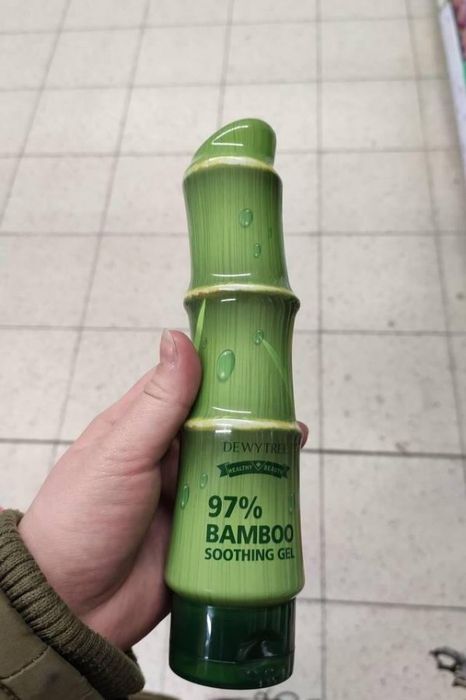 DEWYTREE
HEALTHY BEAUTY
97%
BAMBOO
SOOTHING GEL